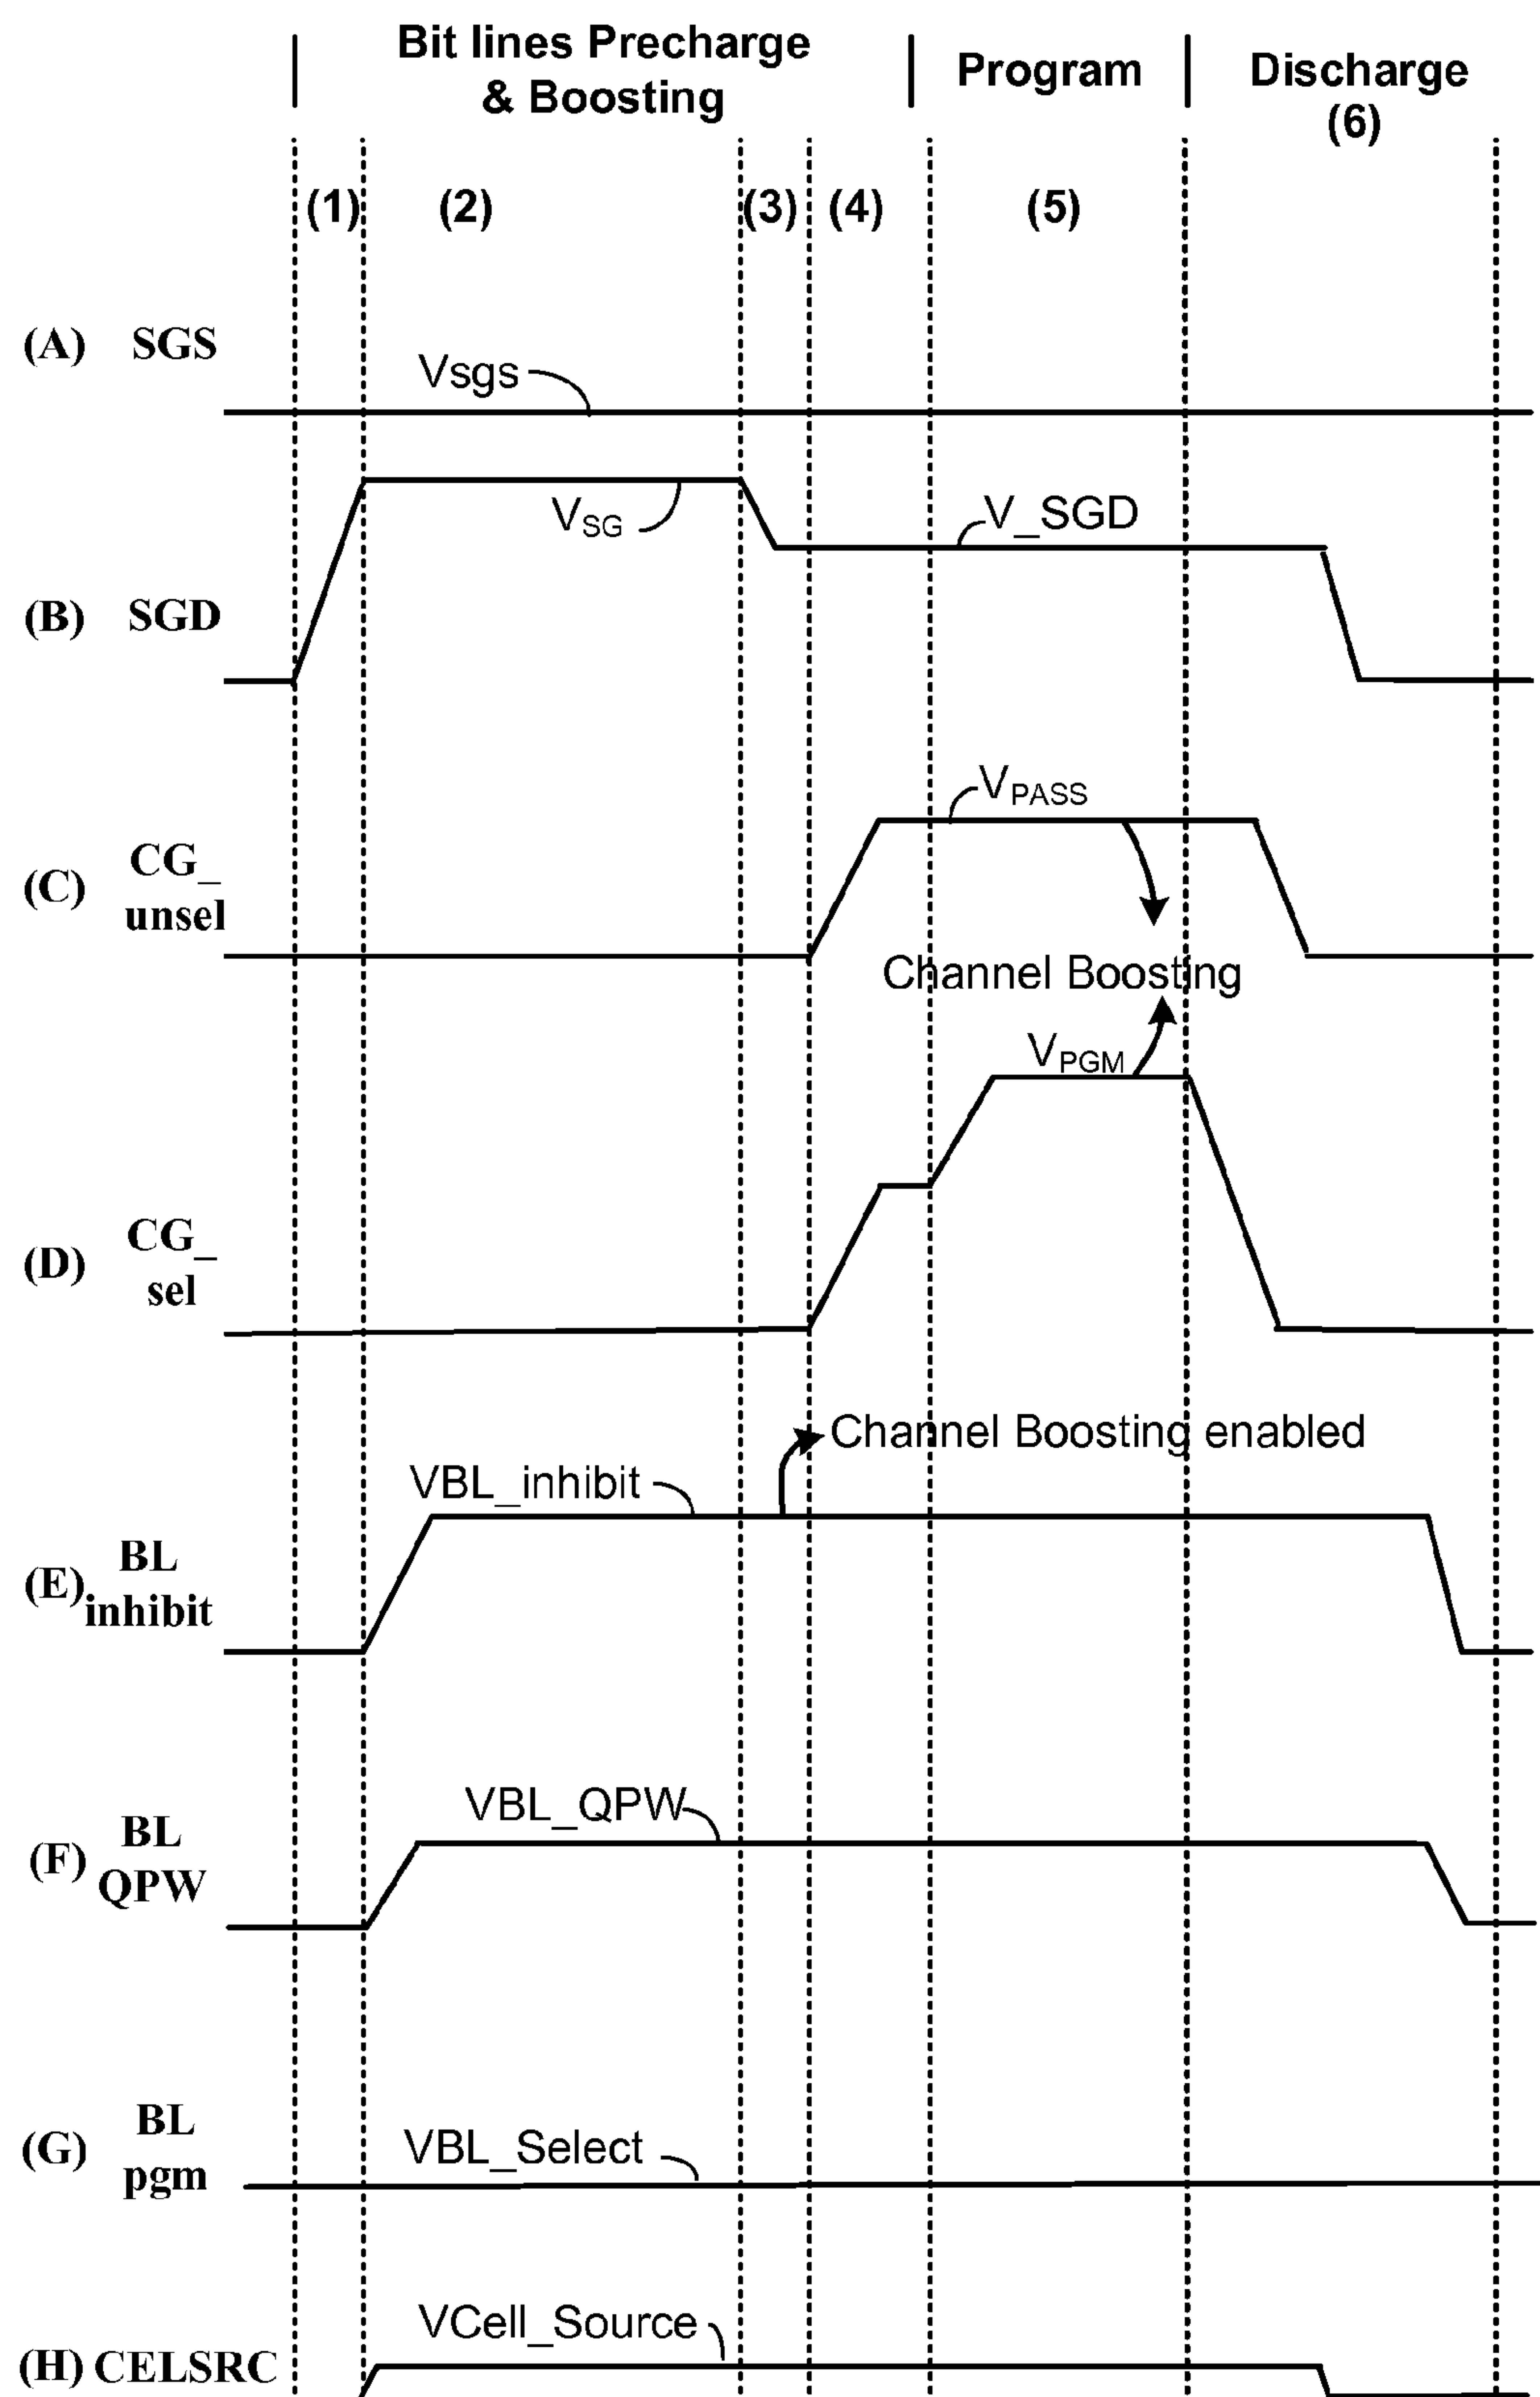 Bit lines Precharge
& Boosting
Program
Discharge
(6)
(1)
(2)
(3)
(4)
(5)
(A) SGS
Vsgs
(B) SGD
VSG
V_SGD
(C) CG_
unsel
VPASS
Channel Boosting
VPGM
(D) CG_
sel
Channel Boosting enabled
VBL_inhibit
(E) BL
inhibit
VBL_QPW
(F) BL
QPW
(G) BL
pgm
VBL_Select
VCell_Source
(H) CELSRC